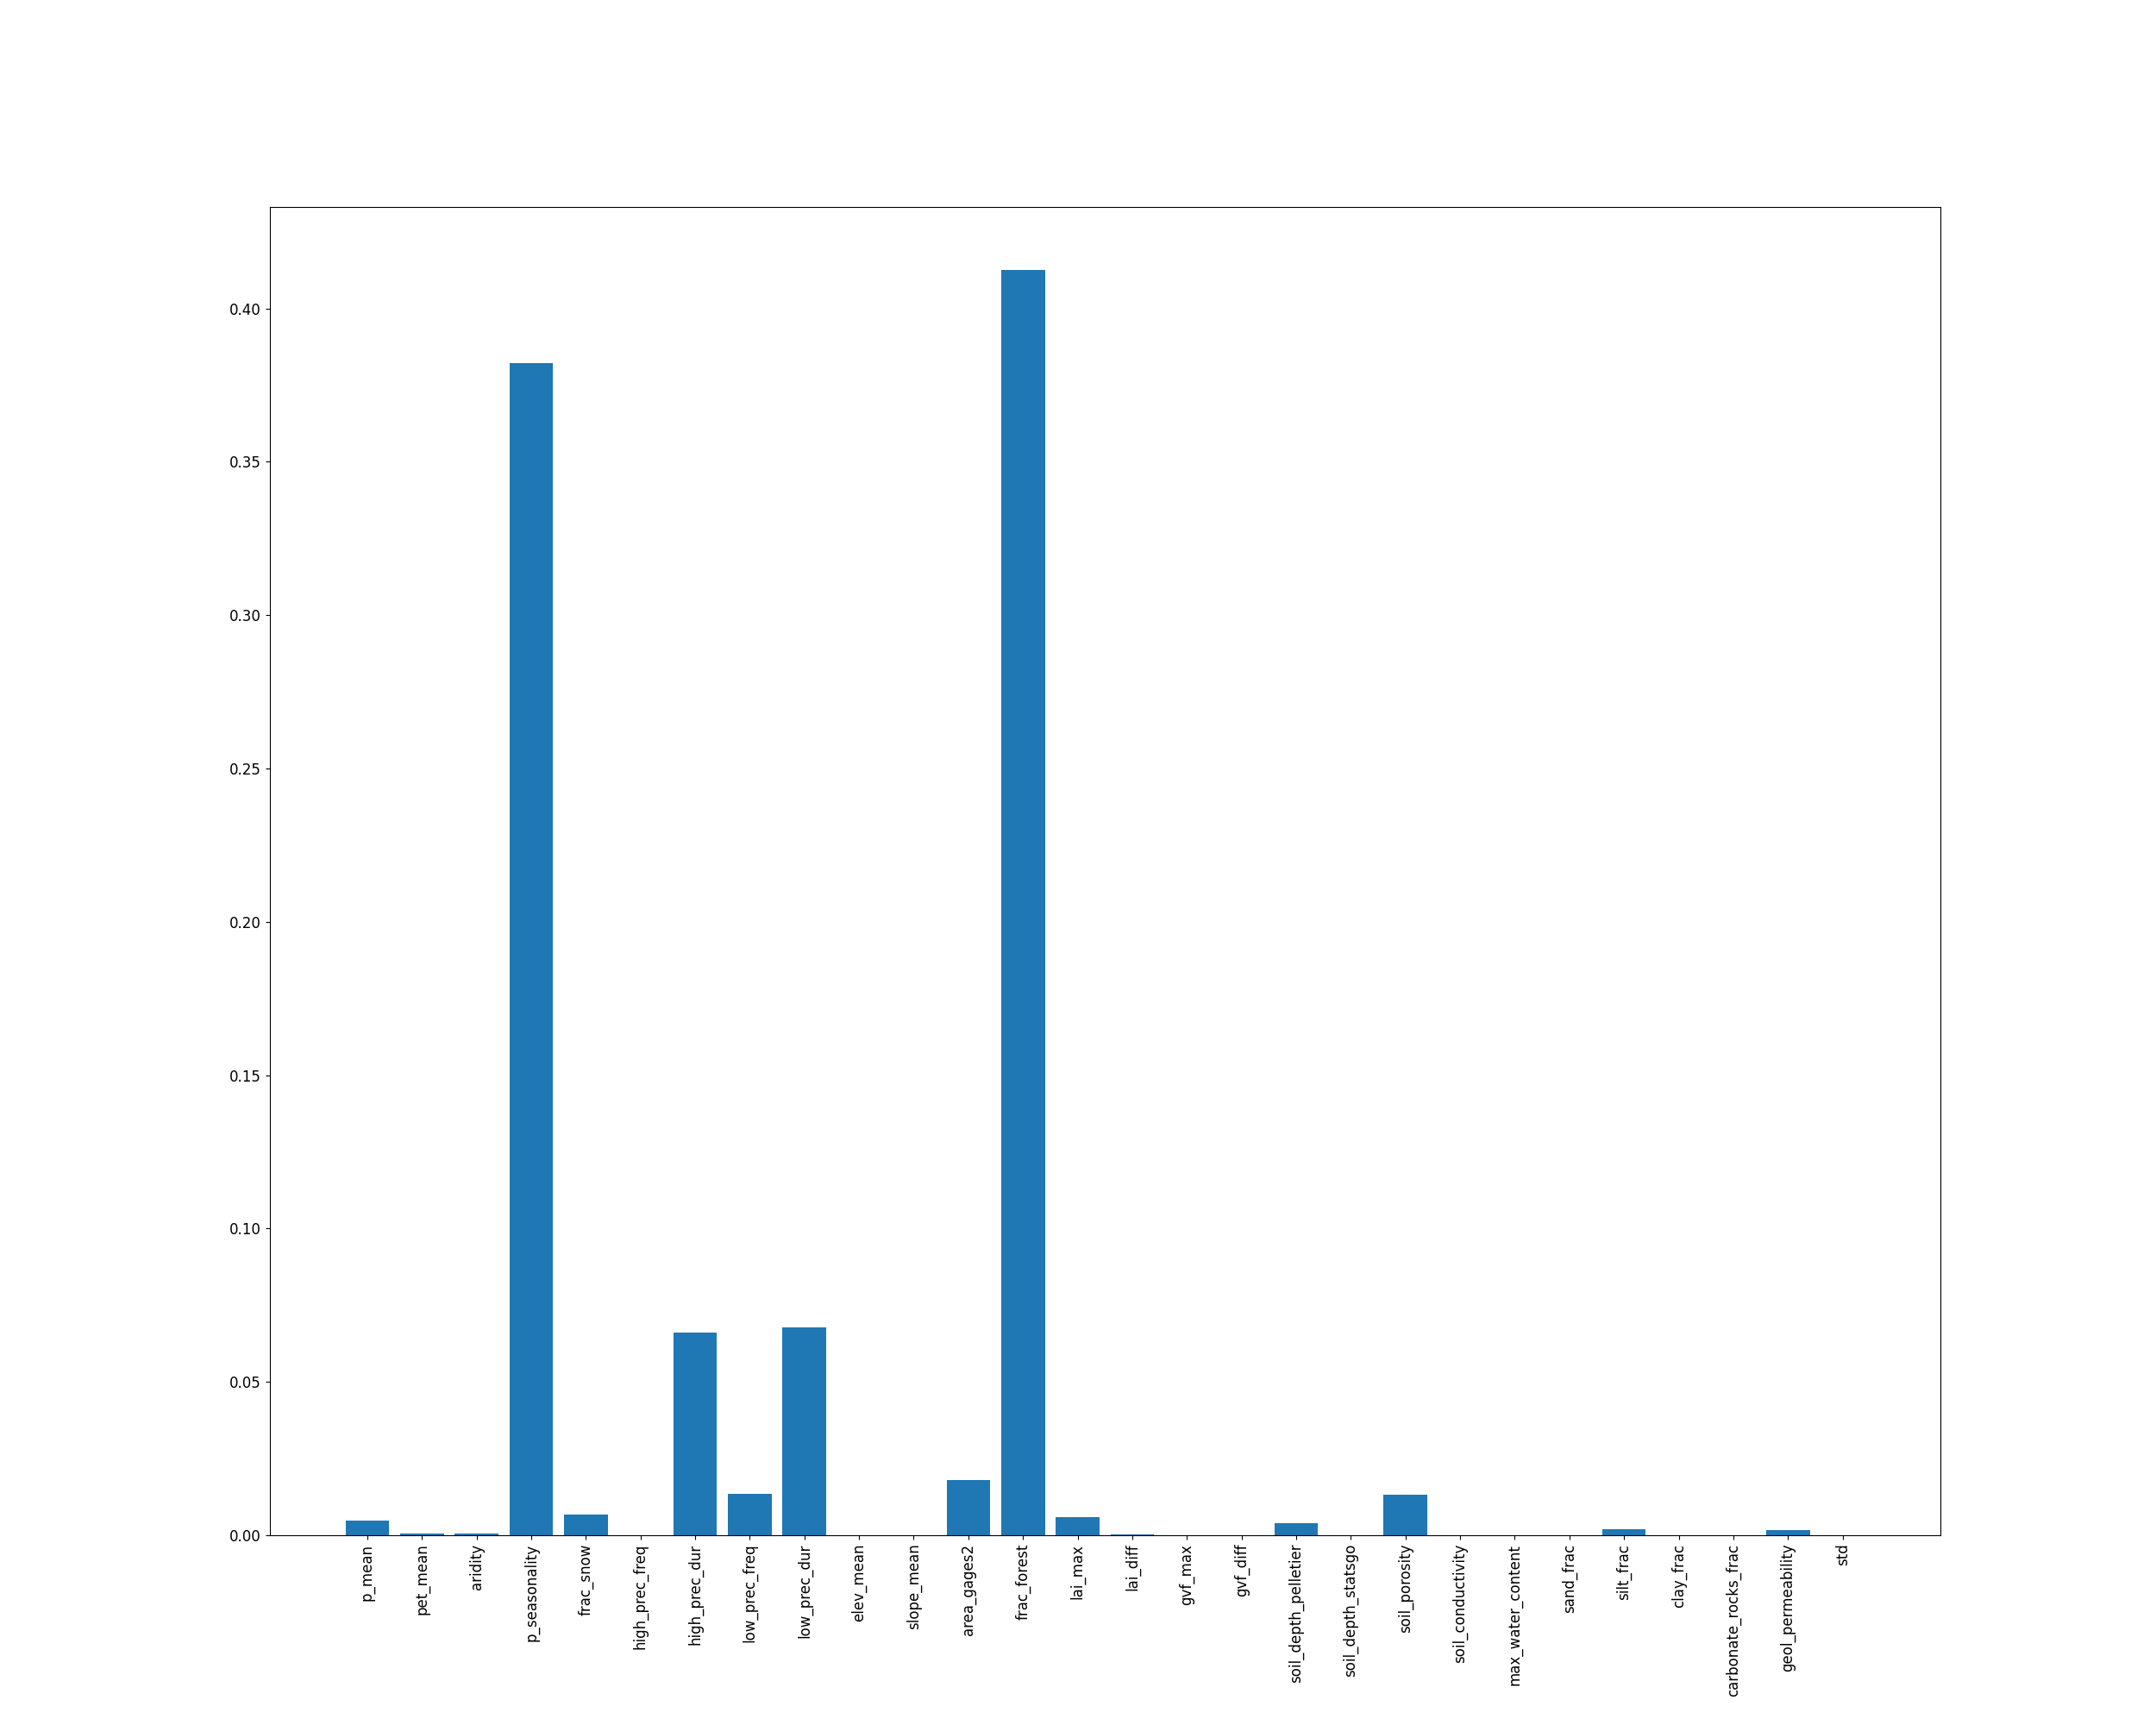 0.40
0.35
0.30
0.25
0.20
0.15
0.10
0.05
0.00
p_mean
pet_mean
aridity
p_seasonality
frac_snow
high_prec_freq
high_prec_dur
low_prec_freq
low_prec_dur
elev_mean
slope_mean
area_gages2
frac_forest
lai_max
lai_diff
gvf_max
gvf_diff
soil_depth_pelletier
soil_depth_statsgo
soil_porosity
soil_conductivity
max_water_content
sand_frac
silt_frac
clay_frac
carbonate_rocks_frac
geol_permeability
std